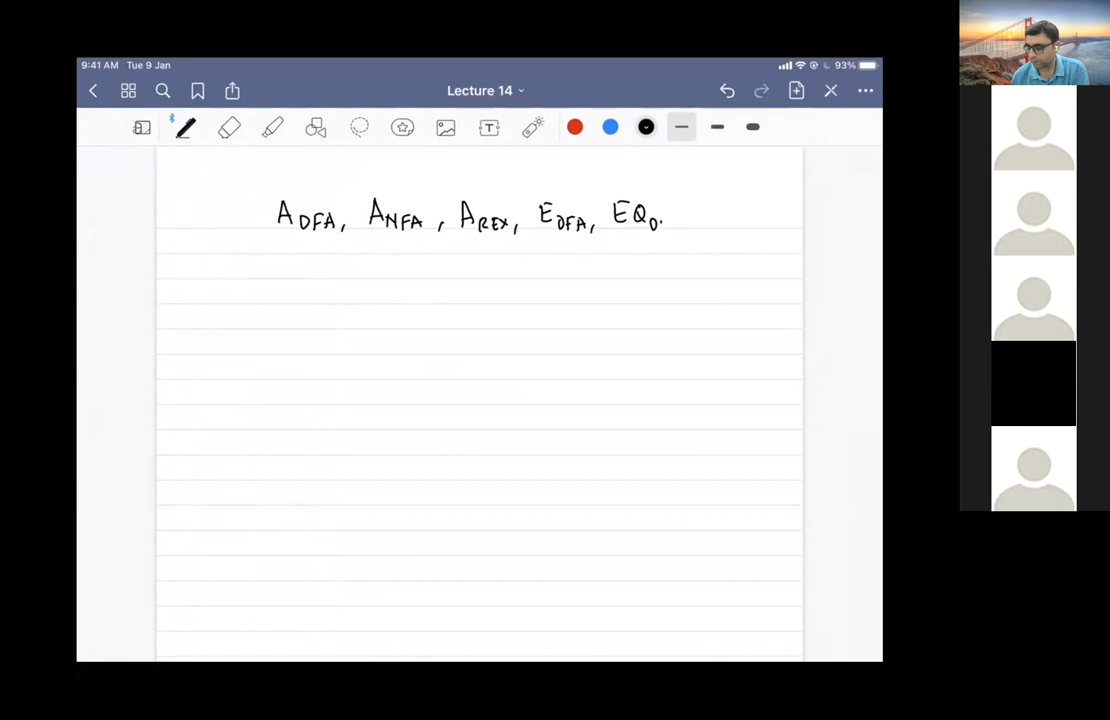 9:41 AM Tue 9 Jan 93%
Lecture 14
A_DFA, A_NFA, A_REX, E_DFA, EQ_D.